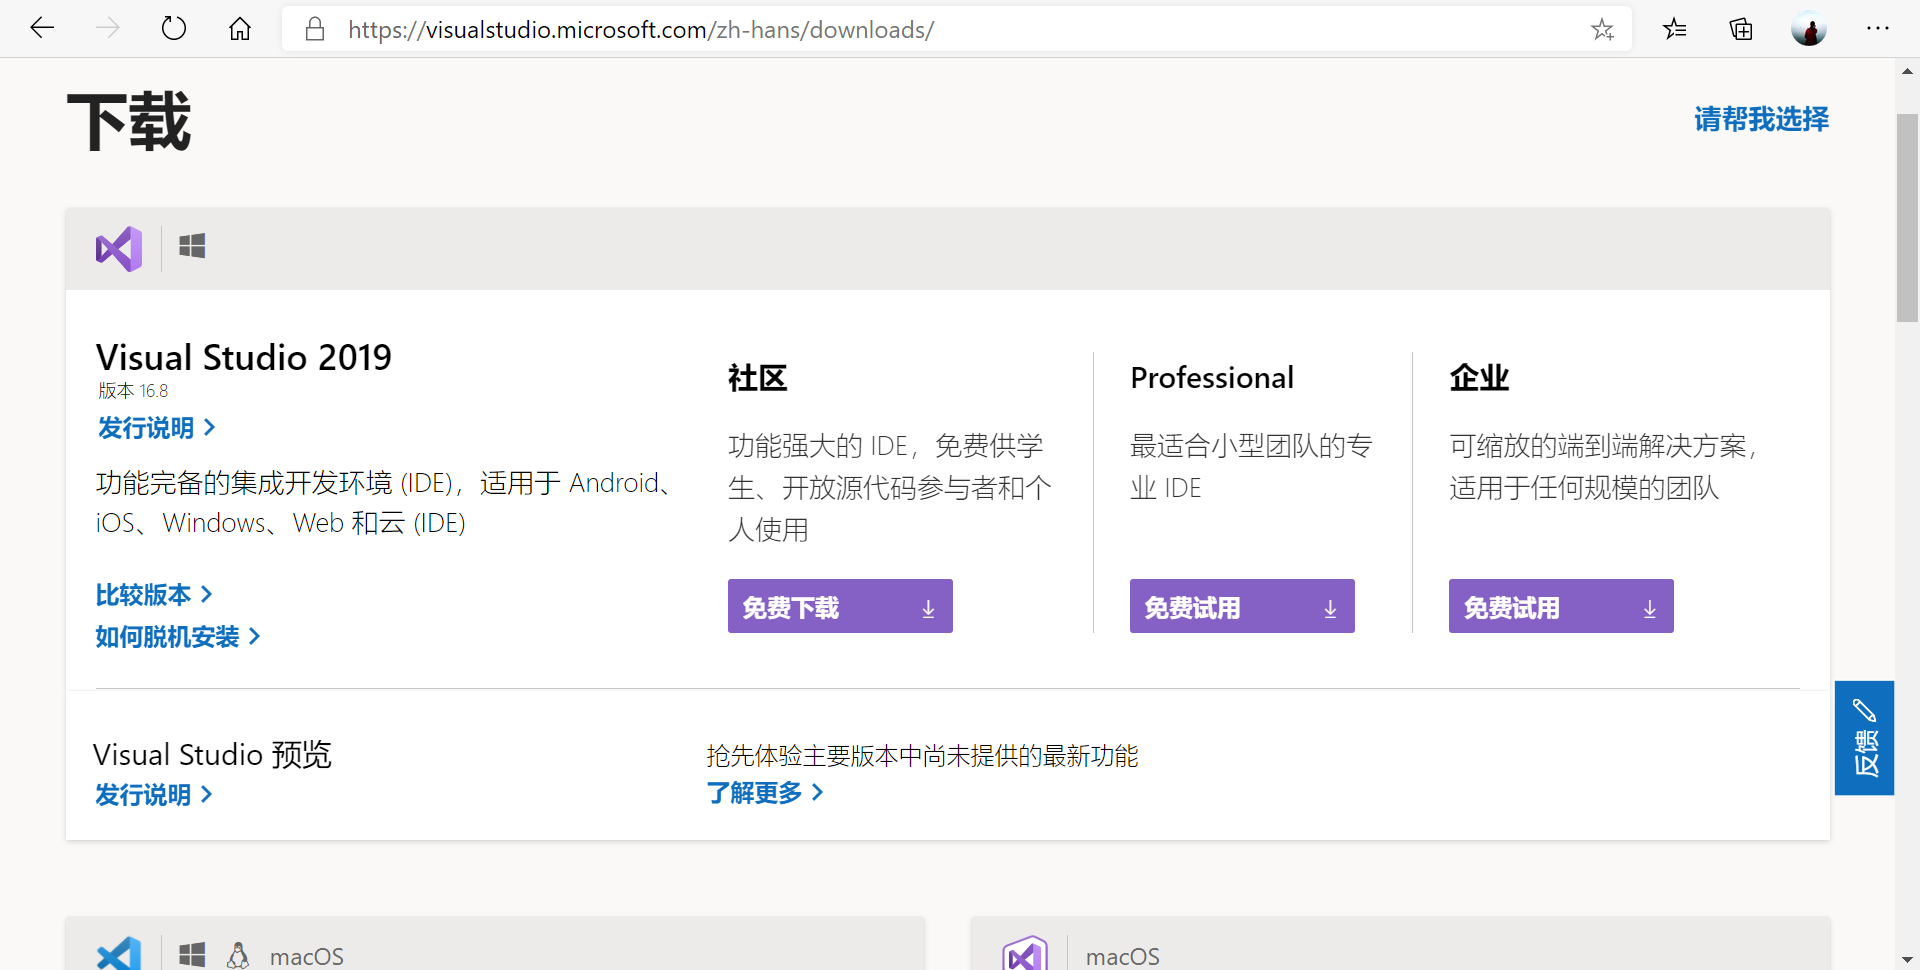 https://visualstudio.microsoft.com/zh-hans/downloads/
下载
请帮我选择
Visual Studio 2019
版本 16.8
发行说明
功能完备的集成开发环境 (IDE)，适用于 Android、
iOS、Windows、Web 和云 (IDE)
比较版本
如何脱机安装
社区
功能强大的 IDE，免费供学
生、开放源代码参与者和个
人使用
免费下载
Professional
最适合小型团队的专
业 IDE
免费试用
企业
可缩放的端到端解决方案，
适用于任何规模的团队
免费试用
Visual Studio 预览
发行说明
抢先体验主要版本中尚未提供的最新功能
了解更多
反馈
macOS
macOS